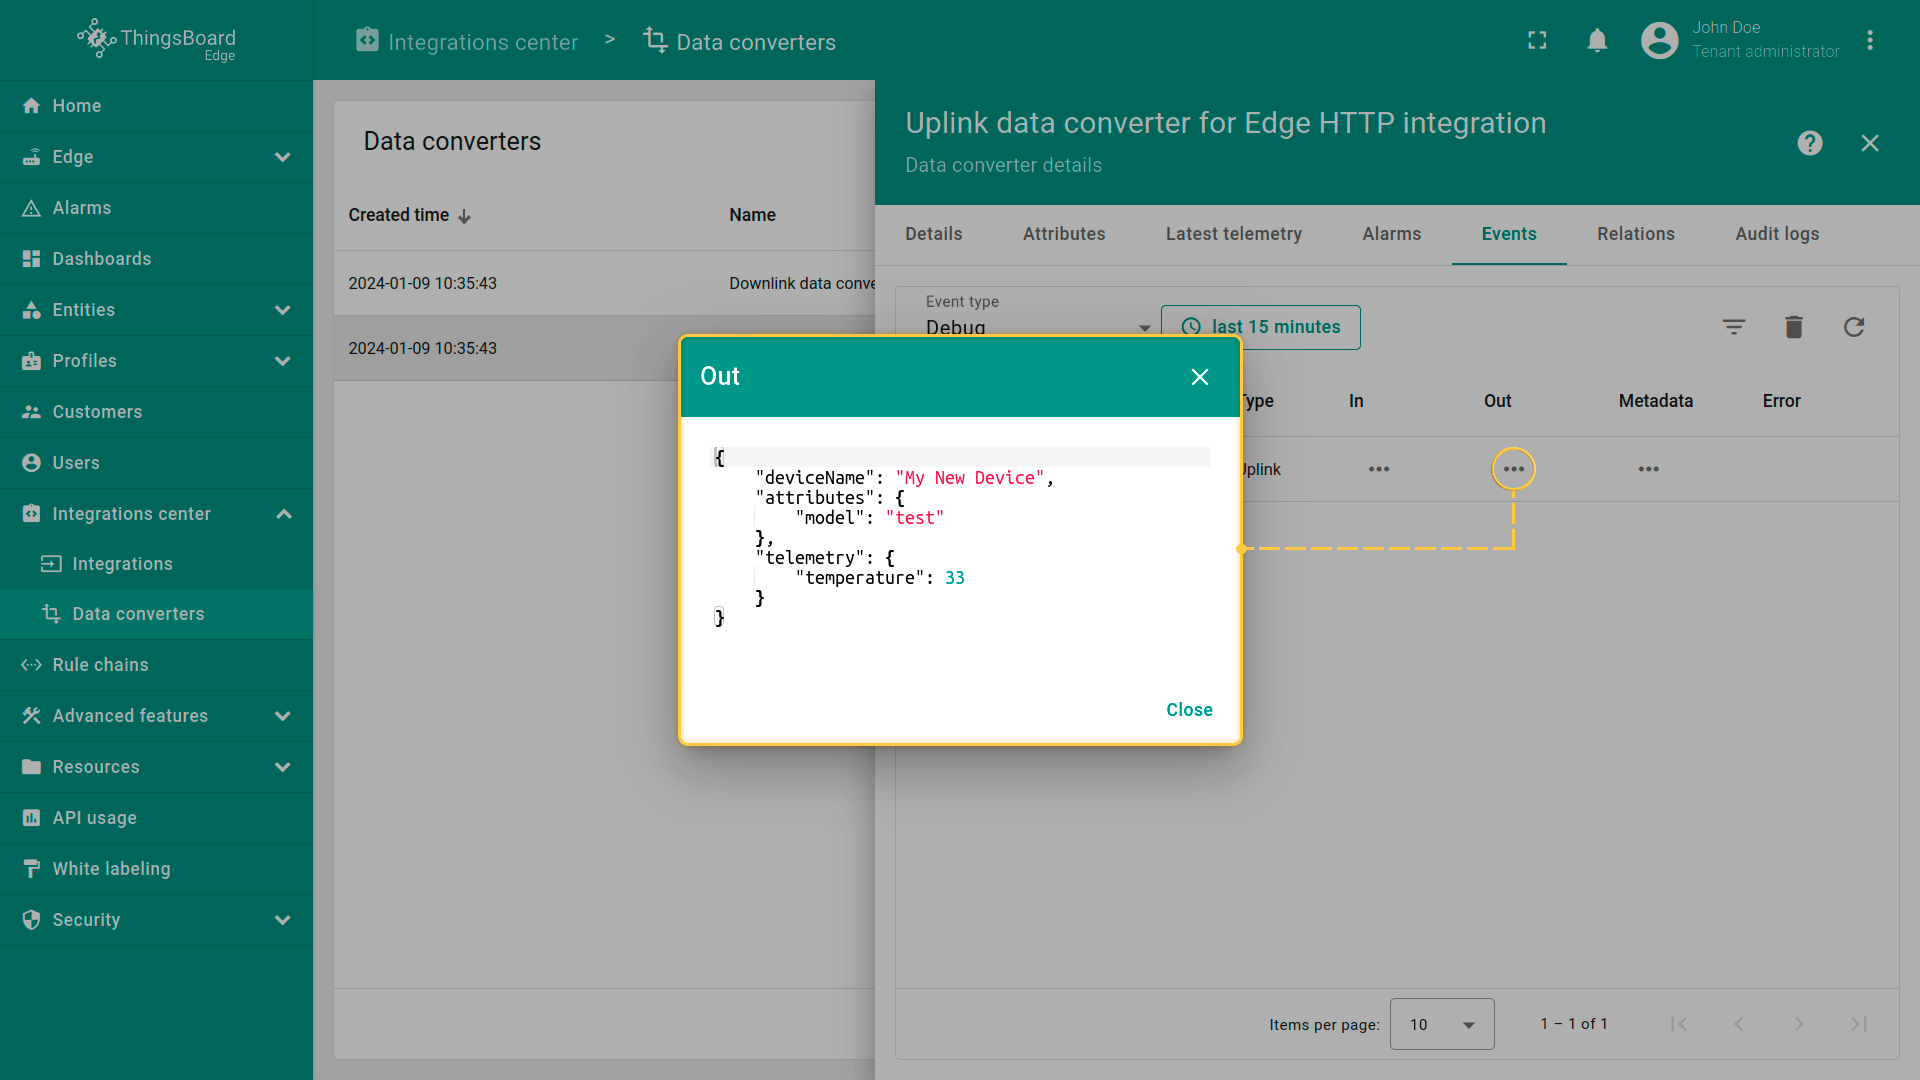 ThingsBoard
Edge
Integrations center > Data converters
John Doe
Tenant administrator
Home
Edge
Alarms
Dashboards
Entities
Profiles
Customers
Users
Integrations center
Integrations
Data converters
Rule chains
Advanced features
Resources
API usage
White labeling
Security
Data converters
Created time
Name
2024-01-09 10:35:43
Downlink data conve
2024-01-09 10:35:43
Uplink data converter for Edge HTTP integration
Data converter details
Details
Attributes
Latest telemetry
Alarms
Events
Relations
Audit logs
Event type
Debug
last 15 minutes
Type
In
Out
Metadata
Error
Uplink
Out
{
"deviceName": "My New Device",
"attributes": {
"model": "test"
},
"telemetry": {
"temperature": 33
}
}
Close
Items per page:
10
1 – 1 of 1